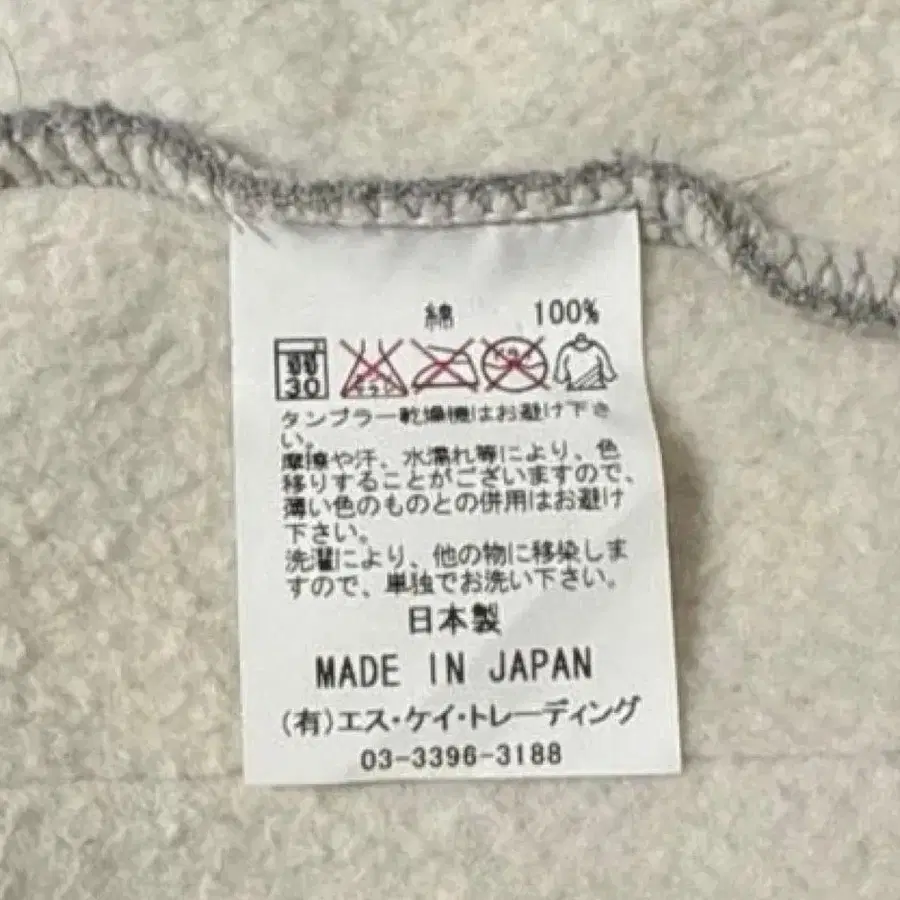 綿 100%
30
タンブラー乾燥機はお避け下さ
い。
摩擦や汗、水濡れ等により、色
移りすることがございますので、
薄い色のものとの併用はお避け
下さい。
洗濯により、他の物に移染しま
すので、単独でお洗い下さい。
日本製
MADE IN JAPAN
(有)エス・ケイ・トレーディング
03-3396-3188